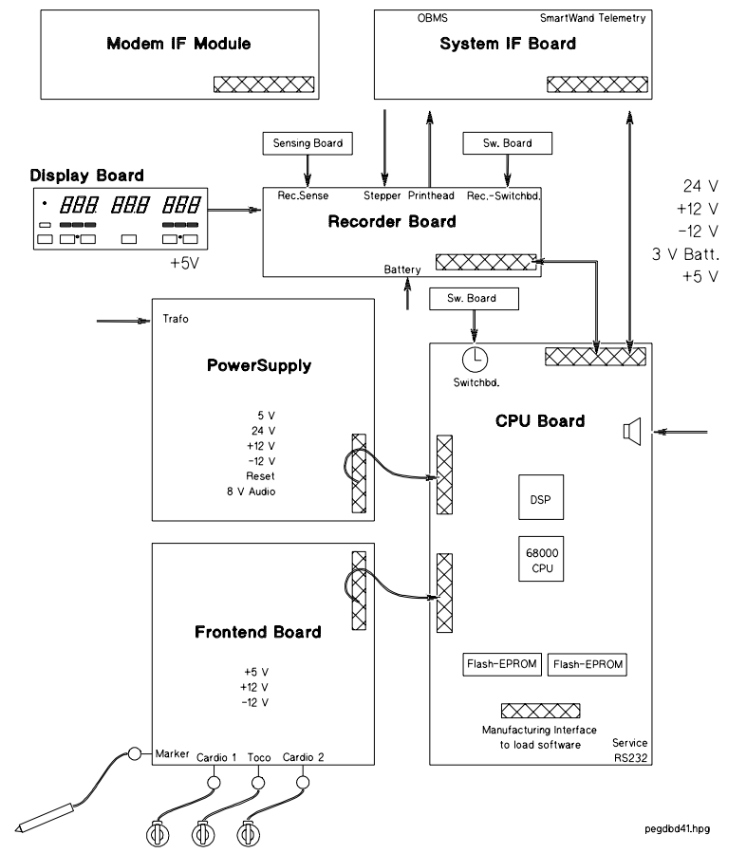 OBMS
SmartWand Telemetry
Modem IF Module
System IF Board
Sensing Board
Sw. Board
Display Board
888 888 888
+5V
Rec.Sense
Stepper
Printhead
Rec.-Switchbd.
Recorder Board
Battery
24 V
+12 V
-12 V
3 V Batt.
+5 V
Sw. Board
Trafo
PowerSupply
5 V
24 V
+12 V
-12 V
Reset
8 V Audio
Switchbd.
CPU Board
DSP
68000
CPU
Flash-EPROM
Flash-EPROM
Manufacturing Interface
to load software
Service
RS232
Frontend Board
+5 V
+12 V
-12 V
Marker
Cardio 1
Toco
Cardio 2
pegdbd41.hpg